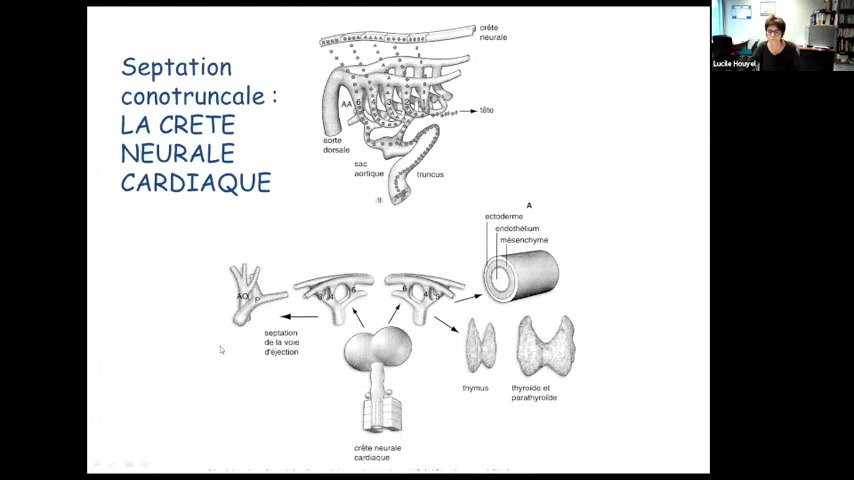 Septation
conotruncale :
LA CRETE
NEURALE
CARDIAQUE
crête
neurale
AA
6
3
2
tête
aorte
dorsale
sac
aortique
truncus
A
ectoderme
endothélium
mésenchyme
AO
P
3
4
6
6
4
3
septation
de la voie
d'éjection
thymus
thyroïde et
parathyroïde
crête neurale
cardiaque
Lucile Houyel